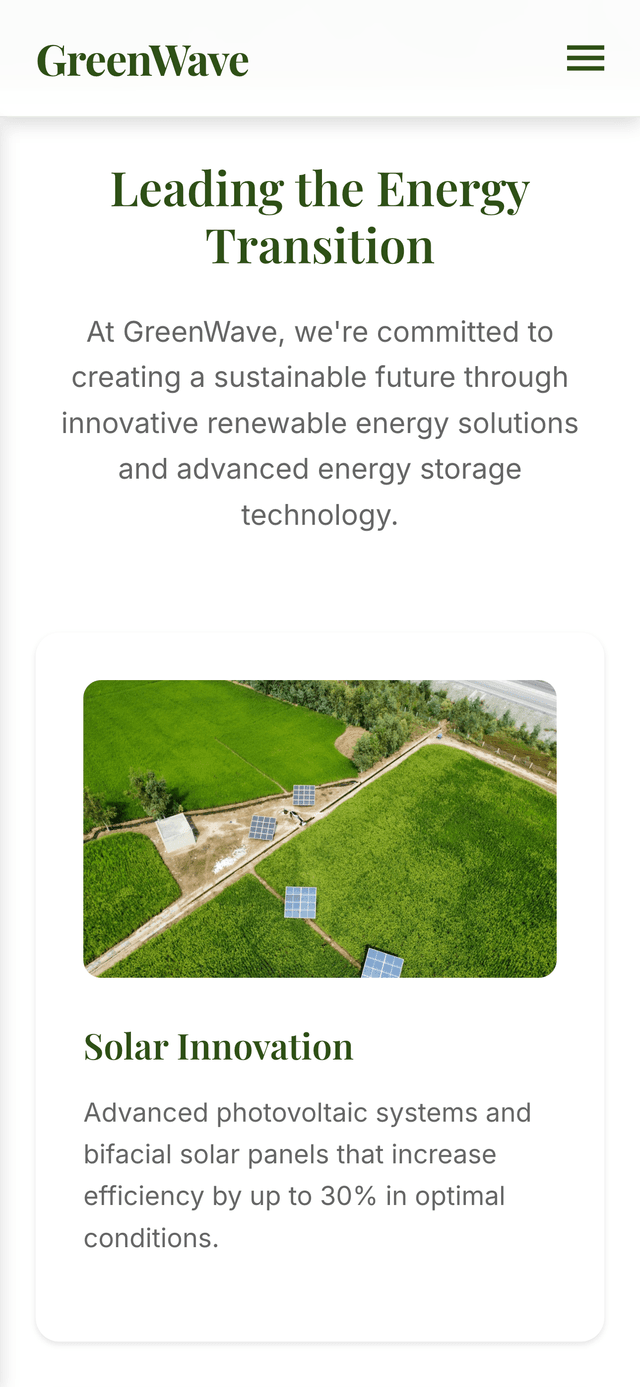 GreenWave
Leading the Energy
Transition
At GreenWave, we're committed to
creating a sustainable future through
innovative renewable energy solutions
and advanced energy storage
technology.
Solar Innovation
Advanced photovoltaic systems and
bifacial solar panels that increase
efficiency by up to 30% in optimal
conditions.